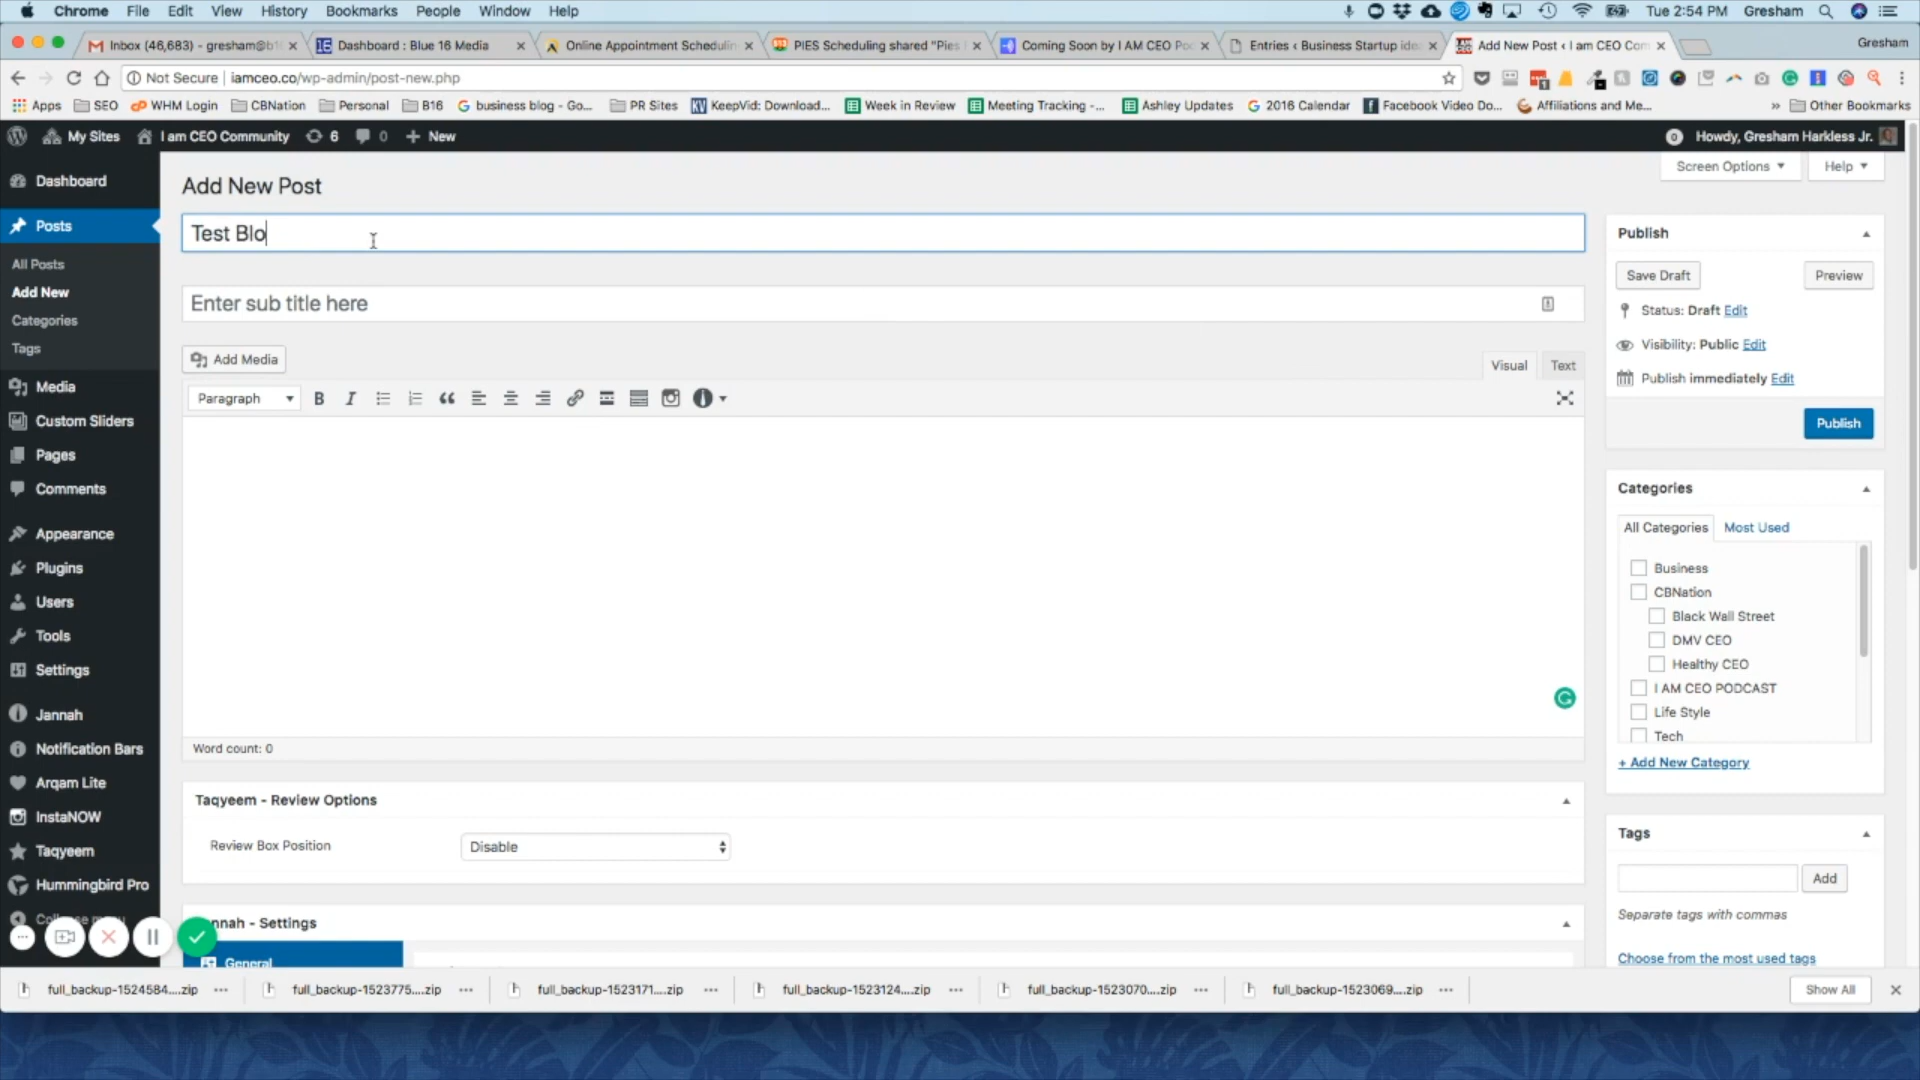 Chrome File Edit View History Bookmarks People Window Help Tue 2:54 PM Gresham
Inbox (46,683) - gresham@b1 Dashboard : Blue 16 Media Online Appointment Schedulin PIES Scheduling shared "Pies Coming Soon by I AM CEO Po Entries ‹ Business Startup ide Add New Post ‹ I am CEO Com Gresham
Not Secure | iamceo.co/wp-admin/post-new.php
Apps SEO WHM Login CBNation Personal B16 business blog - Go... PR Sites KeepVid: Download... Week in Review Meeting Tracking -... Ashley Updates 2016 Calendar Facebook Video Do... Affiliations and Me... » Other Bookmarks
My Sites I am CEO Community 6 0 + New 0 Howdy, Gresham Harkless Jr.
Screen Options Help
Dashboard
Posts
All Posts
Add New
Categories
Tags
Media
Custom Sliders
Pages
Comments
Appearance
Plugins
Users
Tools
Settings
Jannah
Notification Bars
Arqam Lite
InstaNOW
Taqyeem
Hummingbird Pro
Add New Post
Test Blo
Enter sub title here
Add Media
Visual Text
Paragraph B I
Word count: 0
Taqyeem - Review Options
Review Box Position Disable
Settings
General
Publish
Save Draft Preview
Status: Draft Edit
Visibility: Public Edit
Publish immediately Edit
Publish
Categories
All Categories Most Used
Business
CBNation
Black Wall Street
DMV CEO
Healthy CEO
I AM CEO PODCAST
Life Style
Tech
+ Add New Category
Tags
Add
Separate tags with commas
Choose from the most used tags
full_backup-1524584....zip full_backup-1523775....zip full_backup-1523171....zip full_backup-1523124....zip full_backup-1523070....zip full_backup-1523069....zip Show All